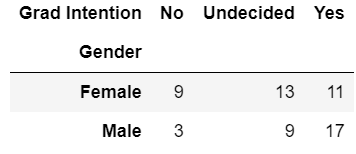 Grad Intention No Undecided Yes
Gender
Female 9 13 11
Male 3 9 17